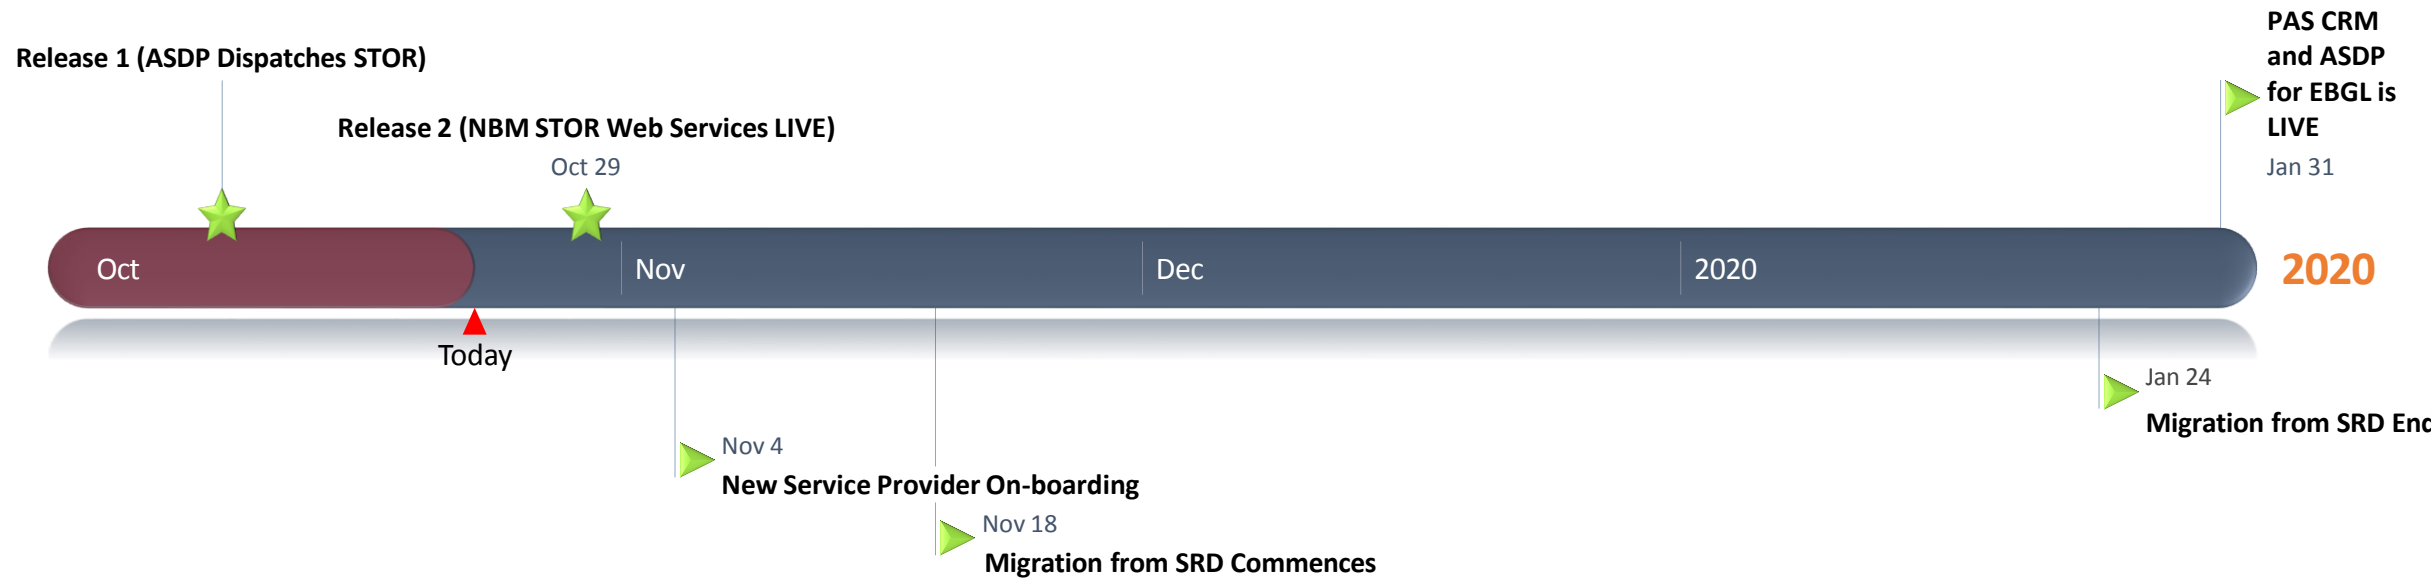 Release 1 (ASDP Dispatches STOR)
Release 2 (NBM STOR Web Services LIVE)
Oct 29
PAS CRM
and ASDP
for EBGL is
LIVE
Jan 31
Oct
Nov
Dec
2020
2020
Today
Jan 24
Migration from SRD End
Nov 4
New Service Provider On-boarding
Nov 18
Migration from SRD Commences